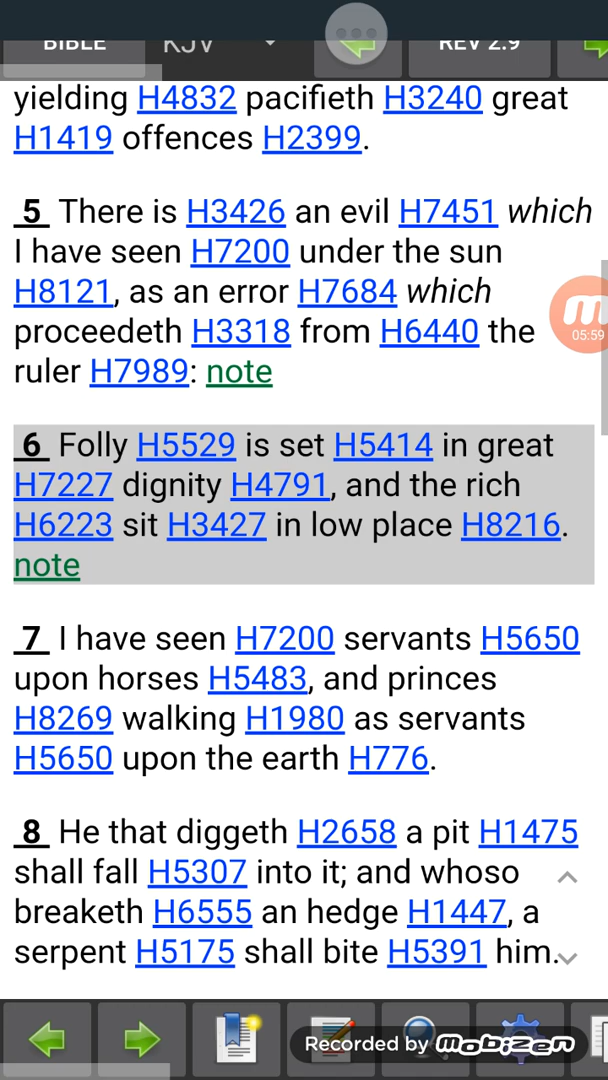 BIBLE KJV REV 2.9
yielding H4832 pacifieth H3240 great
H1419 offences H2399.
5 There is H3426 an evil H7451 which
I have seen H7200 under the sun
H8121, as an error H7684 which
proceedeth H3318 from H6440 the
ruler H7989: note
05:59
6 Folly H5529 is set H5414 in great
H7227 dignity H4791, and the rich
H6223 sit H3427 in low place H8216.
note
7 I have seen H7200 servants H5650
upon horses H5483, and princes
H8269 walking H1980 as servants
H5650 upon the earth H776.
8 He that diggeth H2658 a pit H1475
shall fall H5307 into it; and whoso
breaketh H6555 an hedge H1447, a
serpent H5175 shall bite H5391 him.
Recorded by Mobizen